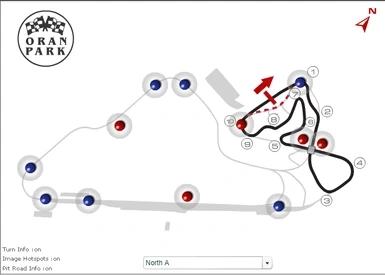 ORAN
PARK
N
1
2
3
4
5
6
7
8
9
10
Turn Info : on
Image Hotspots : on
Pit Road Info : on
North A